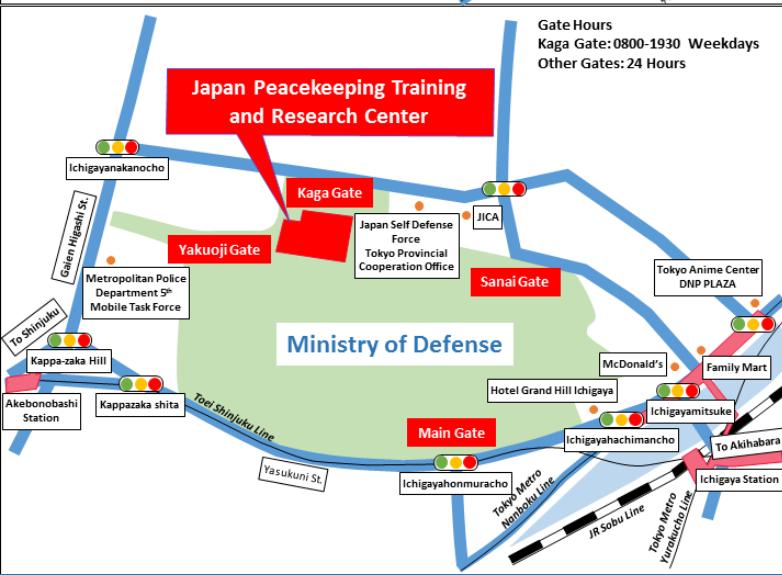 Gate Hours
Kaga Gate: 0800-1930 Weekdays
Other Gates: 24 Hours
Japan Peacekeeping Training
and Research Center
Ichigayanakanocho
Kaga Gate
JICA
Japan Self Defense
Force
Tokyo Provincial
Cooperation Office
Gaien Higashi St.
Yakuoji Gate
Sanai Gate
Metropolitan Police
Department 5th
Mobile Task Force
Tokyo Anime Center
DNP PLAZA
To Shinjuku
Ministry of Defense
Kappa-zaka Hill
McDonald's
Family Mart
Hotel Grand Hill Ichigaya
Akebonobashi
Station
Kappazaka shita
Toei Shinjuku Line
Ichigayamitsuke
Main Gate
Ichigayahachimancho
To Akihabara
Yasukuni St.
Ichigayahonmuracho
Ichigaya Station
Tokyo Metro
Nanboku Line
JR Sobu Line
Tokyo Metro
Yurakucho Line